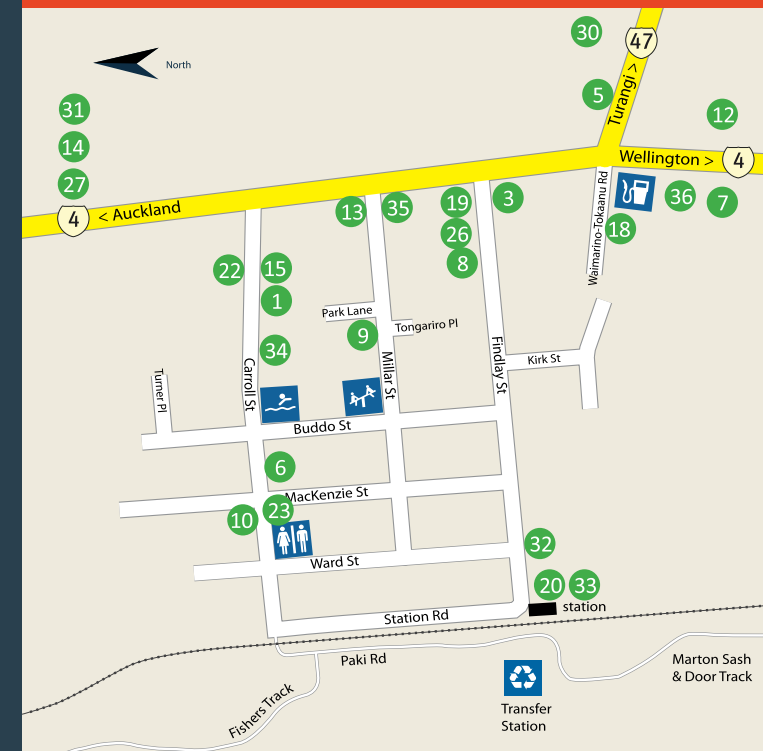 30
47
North
Turangi >
5
31
12
14
Wellington >
4
27
Waimarino-Tokaanu Rd
36
7
4
< Auckland
13
35
19
3
18
26
22
15
8
1
Park Lane
Tongariro Pl
9
34
Carroll St
Millar St
Findlay St
Kirk St
Turner Pl
Buddo St
6
MacKenzie St
10
23
32
Ward St
20
33
station
Station Rd
Paki Rd
Marton Sash
& Door Track
Fishers Track
Transfer
Station